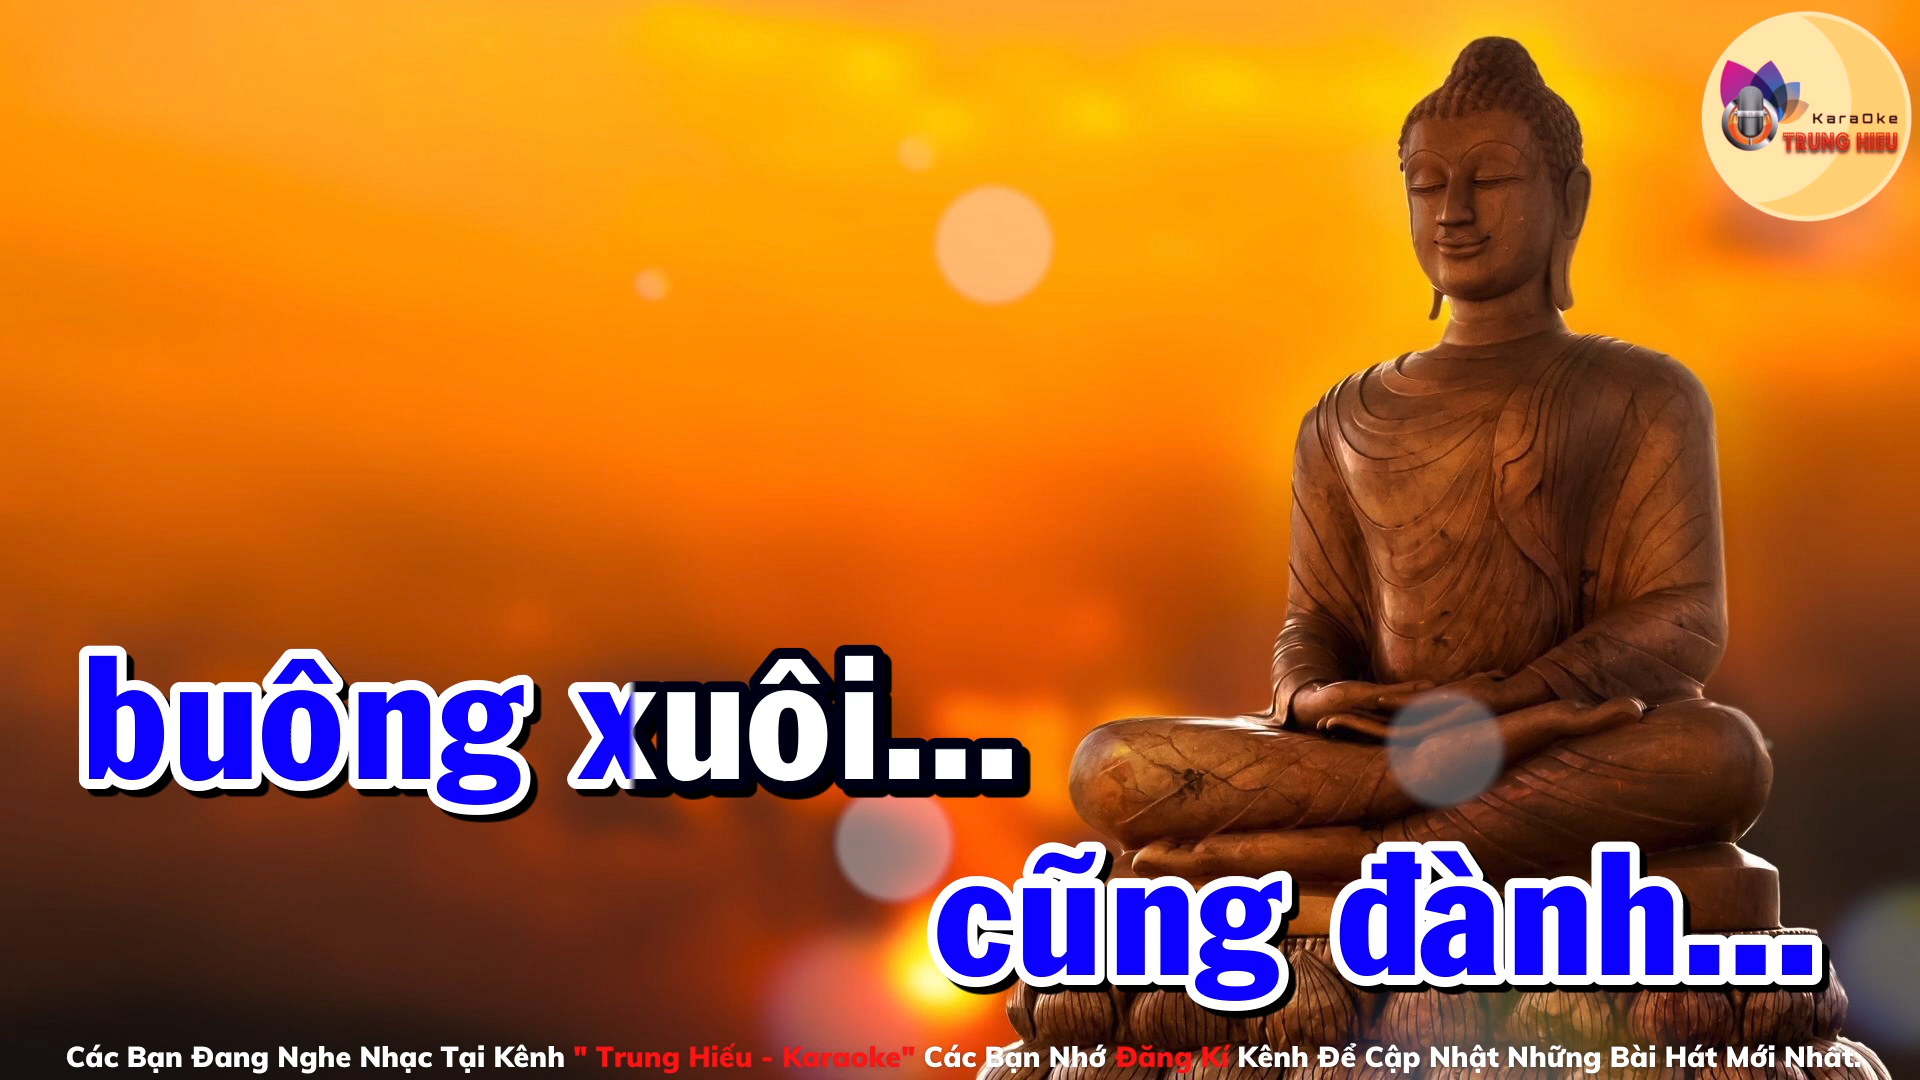 KaraOke
TRUNG HIEU
buông xuôi...
cũng đành...
Các Bạn Đang Nghe Nhạc Tại Kênh " Trung Hiếu - Karaoke" Các Bạn Nhớ Đăng Kí Kênh Để Cập Nhật Những Bài Hát Mới Nhất.